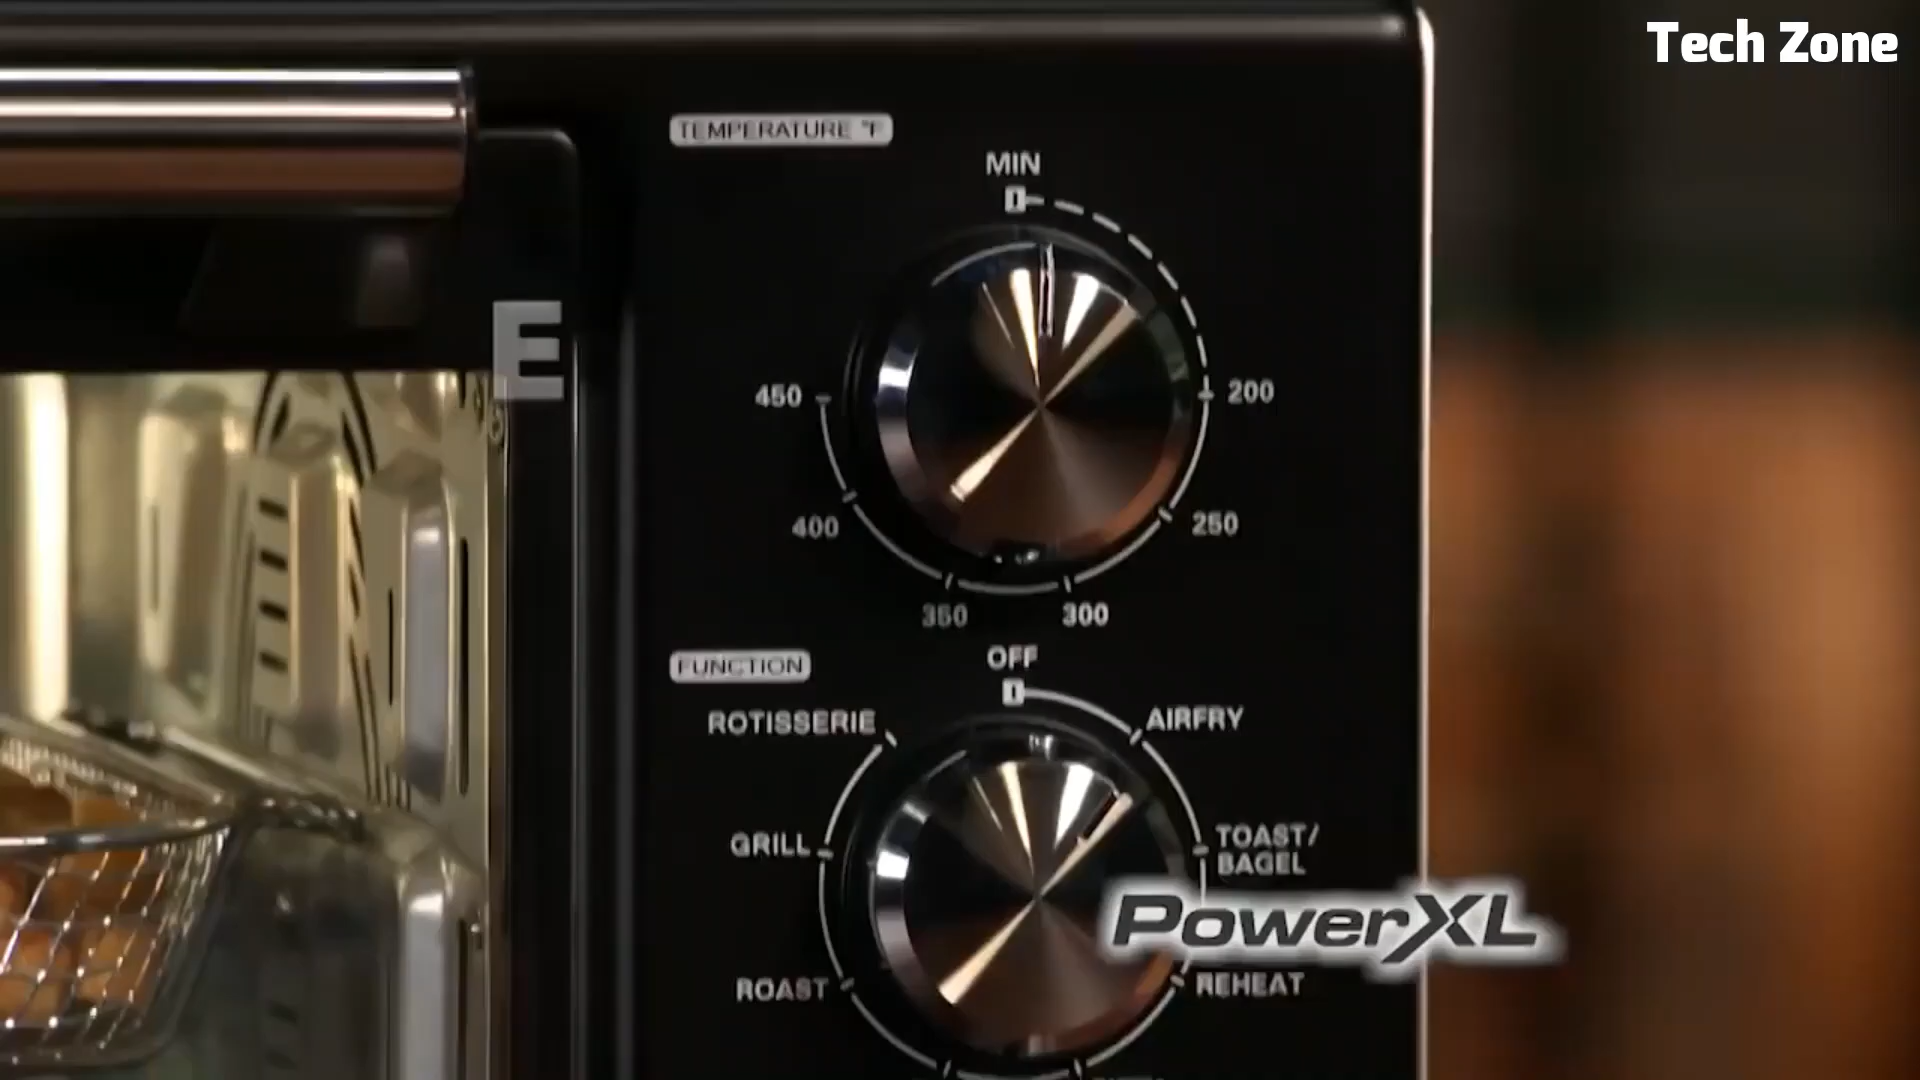 Tech Zone
TEMPERATURE °F
MIN
450
200
400
250
350
300
E
FUNCTION
OFF
ROTISSERIE
AIRFRY
GRILL
TOAST/
BAGEL
PowerXL
ROAST
REHEAT